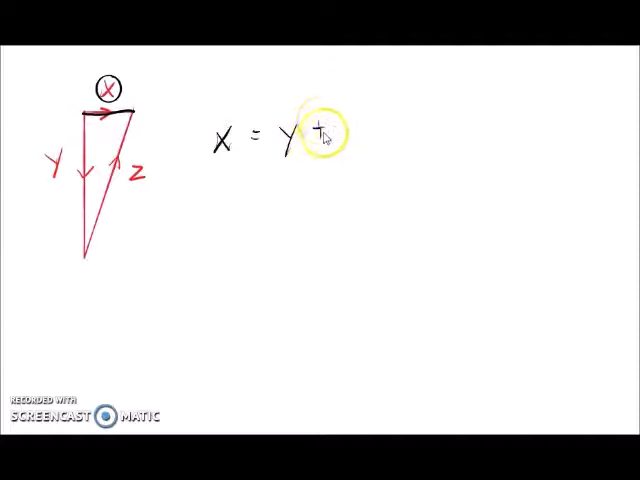 X
X = y +
Y
Z
RECORDED WITH
SCREENCAST MATIC